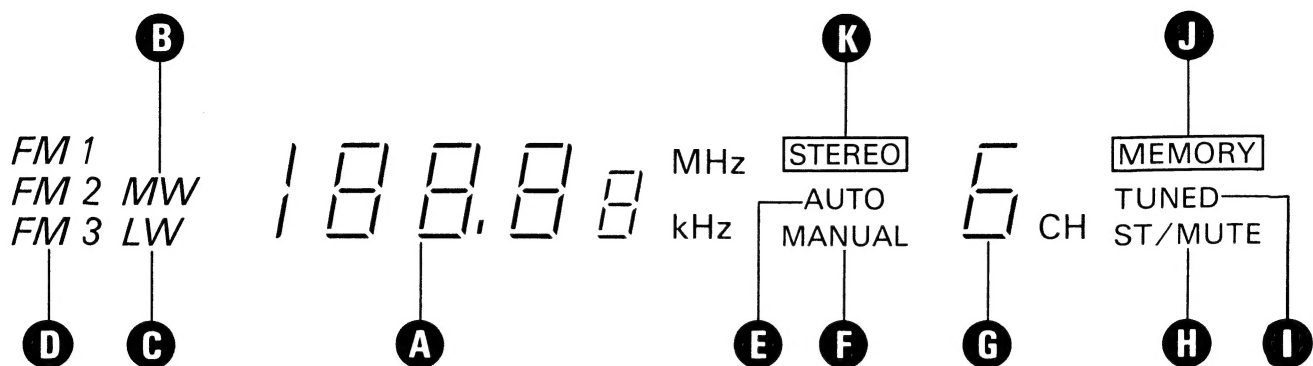 B K J
FM 1
FM 2 MW
FM 3 LW
188.88 MHz
kHz
STEREO
AUTO
MANUAL
6 CH
MEMORY
TUNED
ST/MUTE
D C A E F G H I